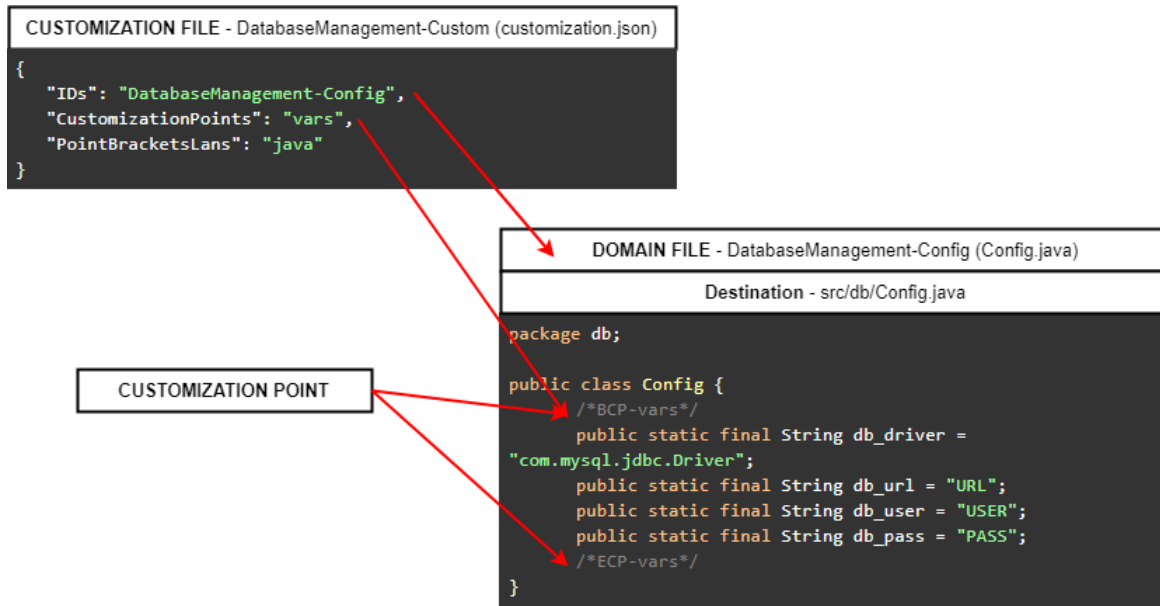 CUSTOMIZATION FILE - DatabaseManagement-Custom (customization.json)
{
"IDs": "DatabaseManagement-Config",
"CustomizationPoints": "vars",
"PointBracketsLans": "java"
}
DOMAIN FILE - DatabaseManagement-Config (Config.java)
Destination - src/db/Config.java
package db;
public class Config {
/*BCP-vars*/
public static final String db_driver =
"com.mysql.jdbc.Driver";
public static final String db_url = "URL";
public static final String db_user = "USER";
public static final String db_pass = "PASS";
/*ECP-vars*/
}
CUSTOMIZATION POINT